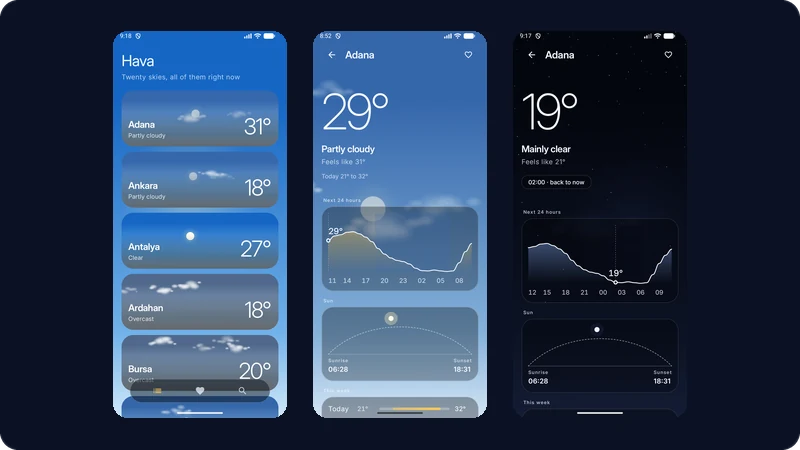 9:18
Hava
Twenty skies, all of them right now
Adana
Partly cloudy
31°
Ankara
Partly cloudy
18°
Antalya
Clear
27°
Ardahan
Overcast
18°
Bursa
Overcast
20°
8:52
Adana
29°
Partly cloudy
Feels like 31°
Today 21° to 32°
Next 24 hours
29°
11 14 17 20 23 02 05 08
Sun
Sunrise
06:28
Sunset
18:31
This week
Today 21° 32°
9:17
Adana
19°
Mainly clear
Feels like 21°
02:00 · back to now
Next 24 hours
19°
12 15 18 21 00 03 06 09
Sun
Sunrise
06:28
Sunset
18:31
This week